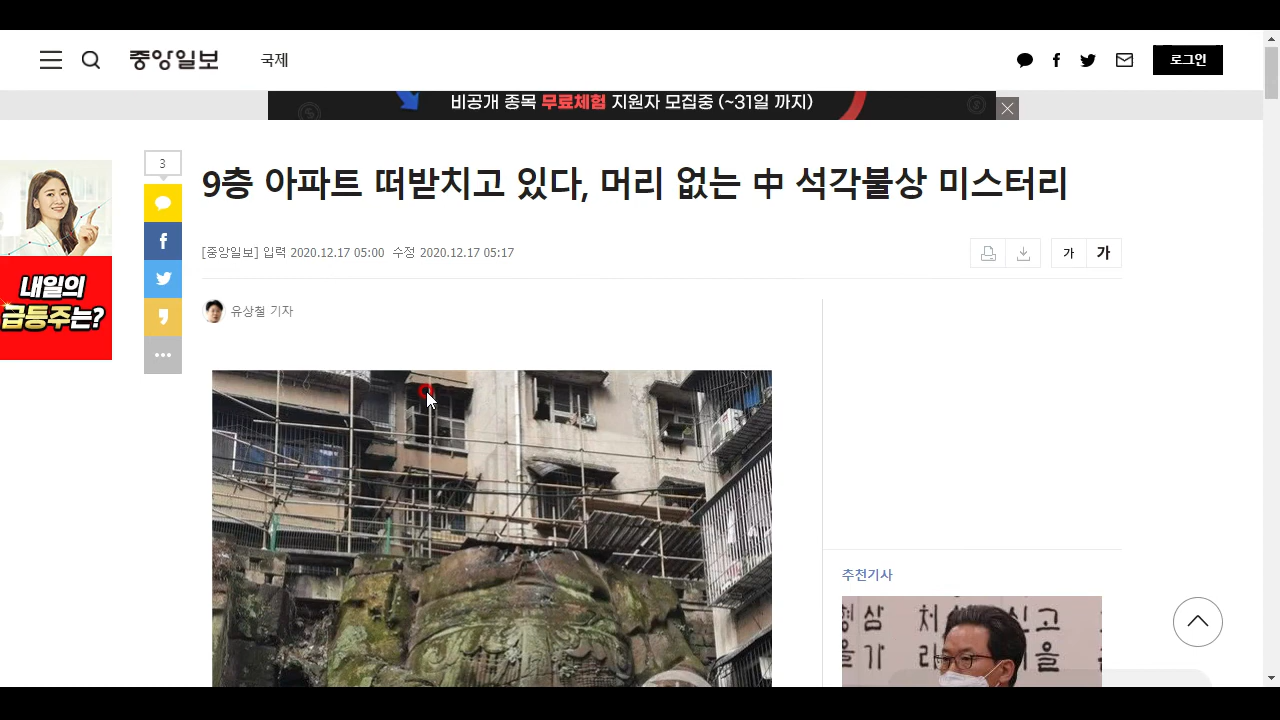 중앙일보
국제
로그인
비공개 종목 무료체험 지원자 모집중 (~31일 까지)
3
9층 아파트 떠받치고 있다, 머리 없는 中 석각불상 미스터리
[중앙일보] 입력 2020.12.17 05:00 수정 2020.12.17 05:17
가 가
유상철 기자
내일의
급등주는?
추천기사